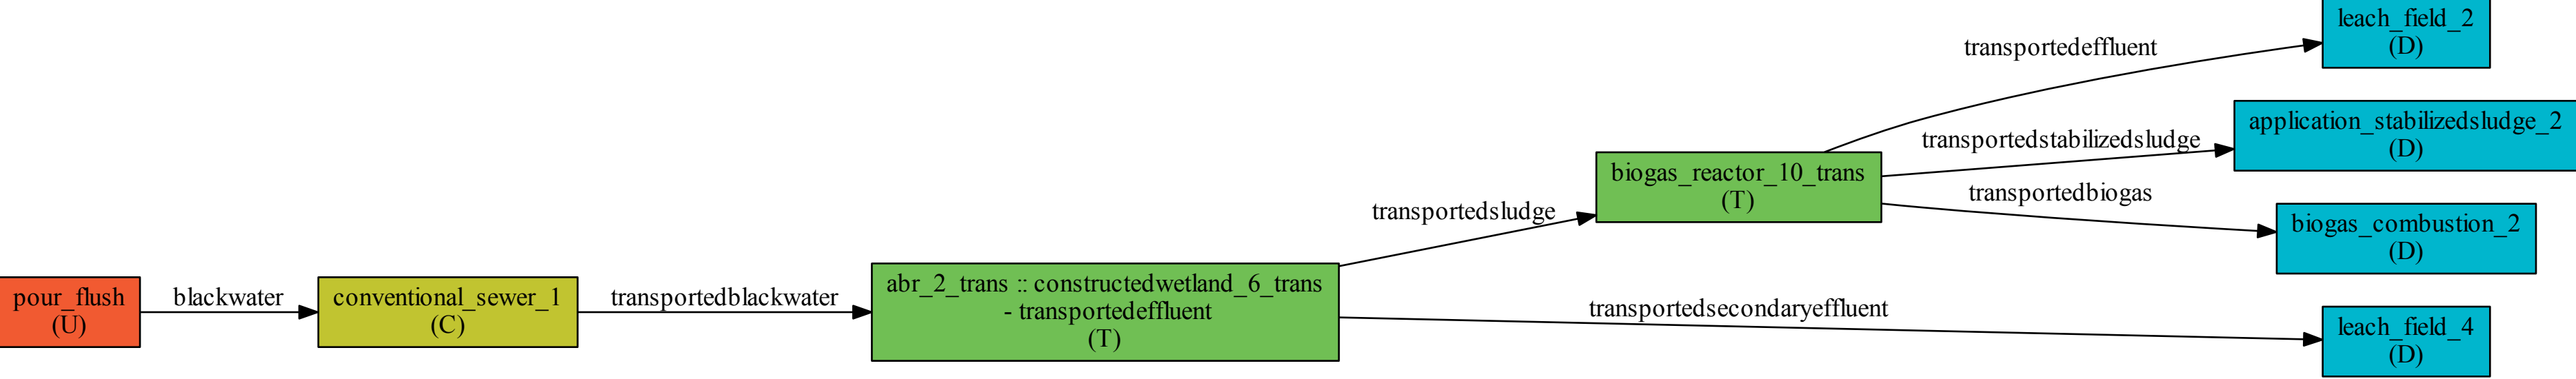 pour_flush
(U)
blackwater
conventional_sewer_1
(C)
transportedblackwater
abr_2_trans :: constructedwetland_6_trans
- transportedeffluent
(T)
transportedsludge
biogas_reactor_10_trans
(T)
transportedeffluent
leach_field_2
(D)
transportedstabilizedsludge
application_stabilizedsludge_2
(D)
transportedbiogas
biogas_combustion_2
(D)
transportedsecondaryeffluent
leach_field_4
(D)